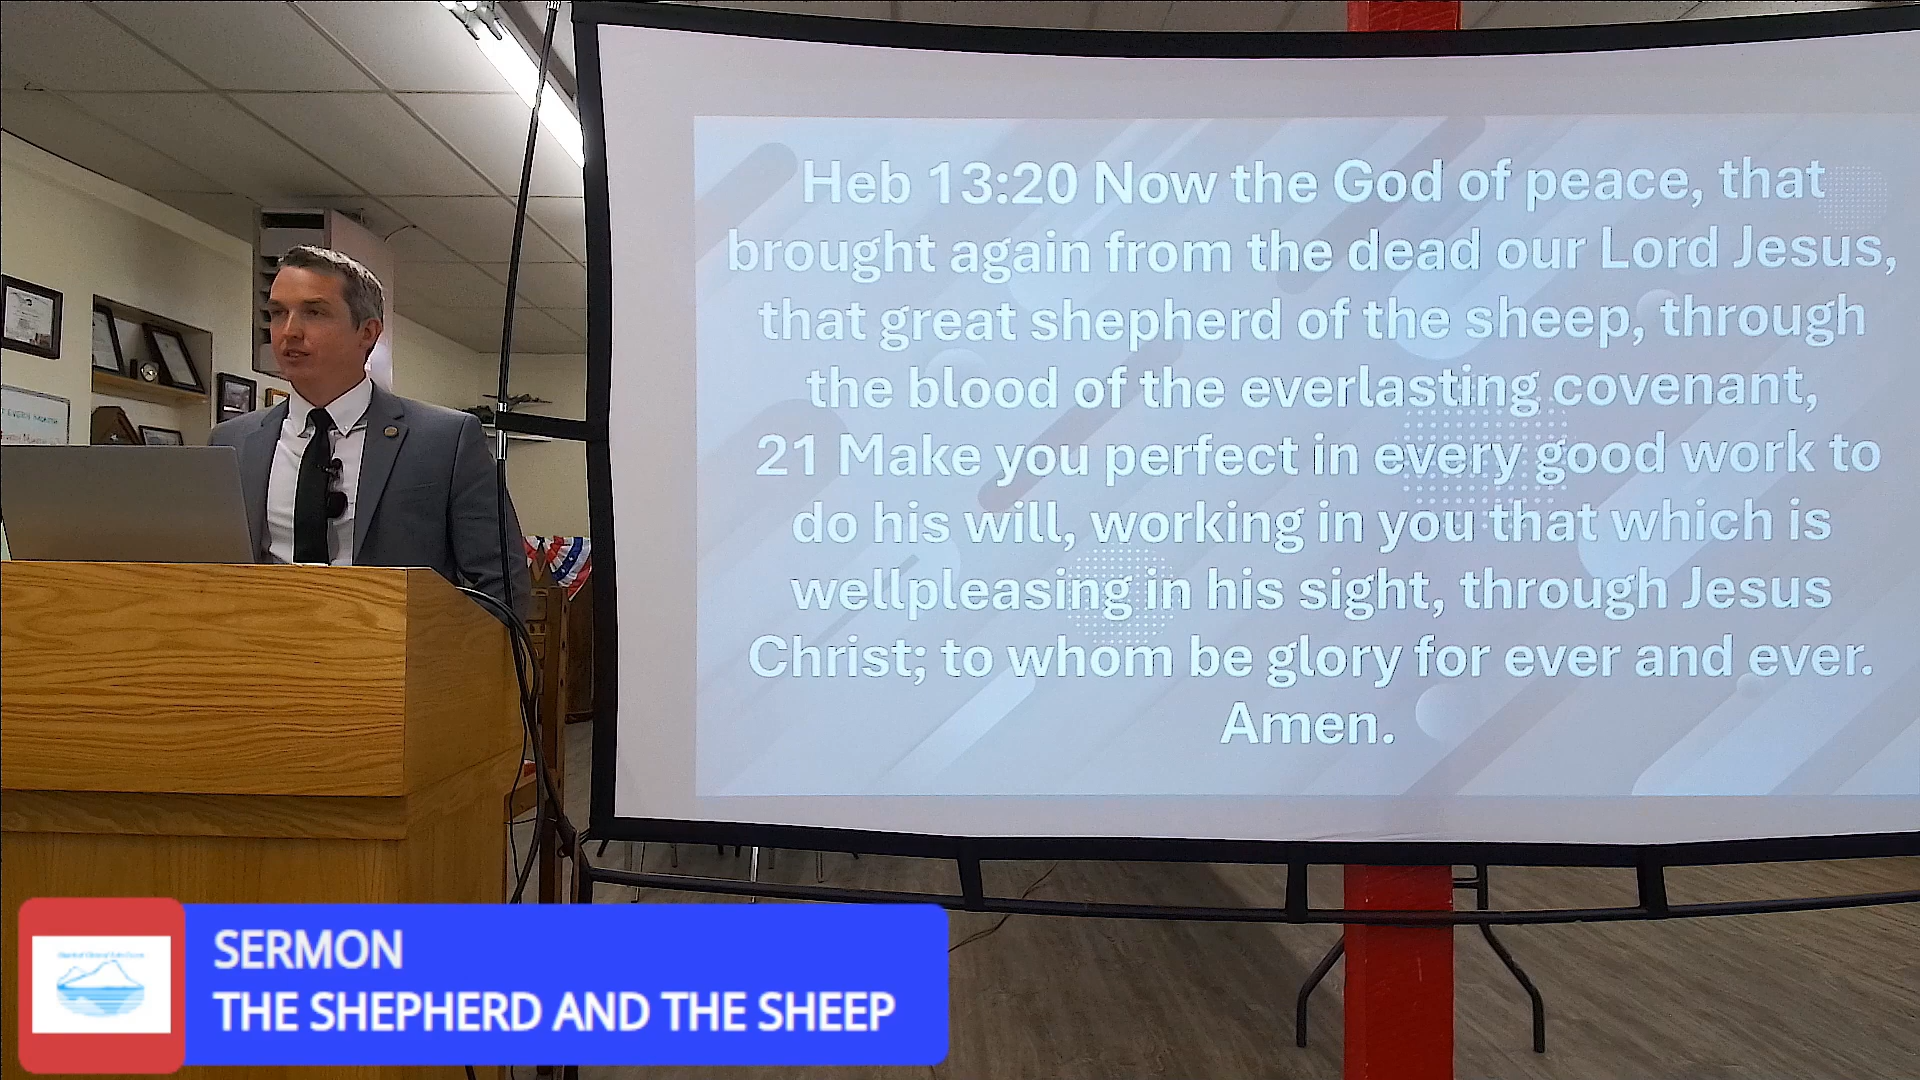 Heb 13:20 Now the God of peace, that
brought again from the dead our Lord Jesus,
that great shepherd of the sheep, through
the blood of the everlasting covenant,
21 Make you perfect in every good work to
do his will, working in you that which is
wellpleasing in his sight, through Jesus
Christ; to whom be glory for ever and ever.
Amen.
SERMON
THE SHEPHERD AND THE SHEEP